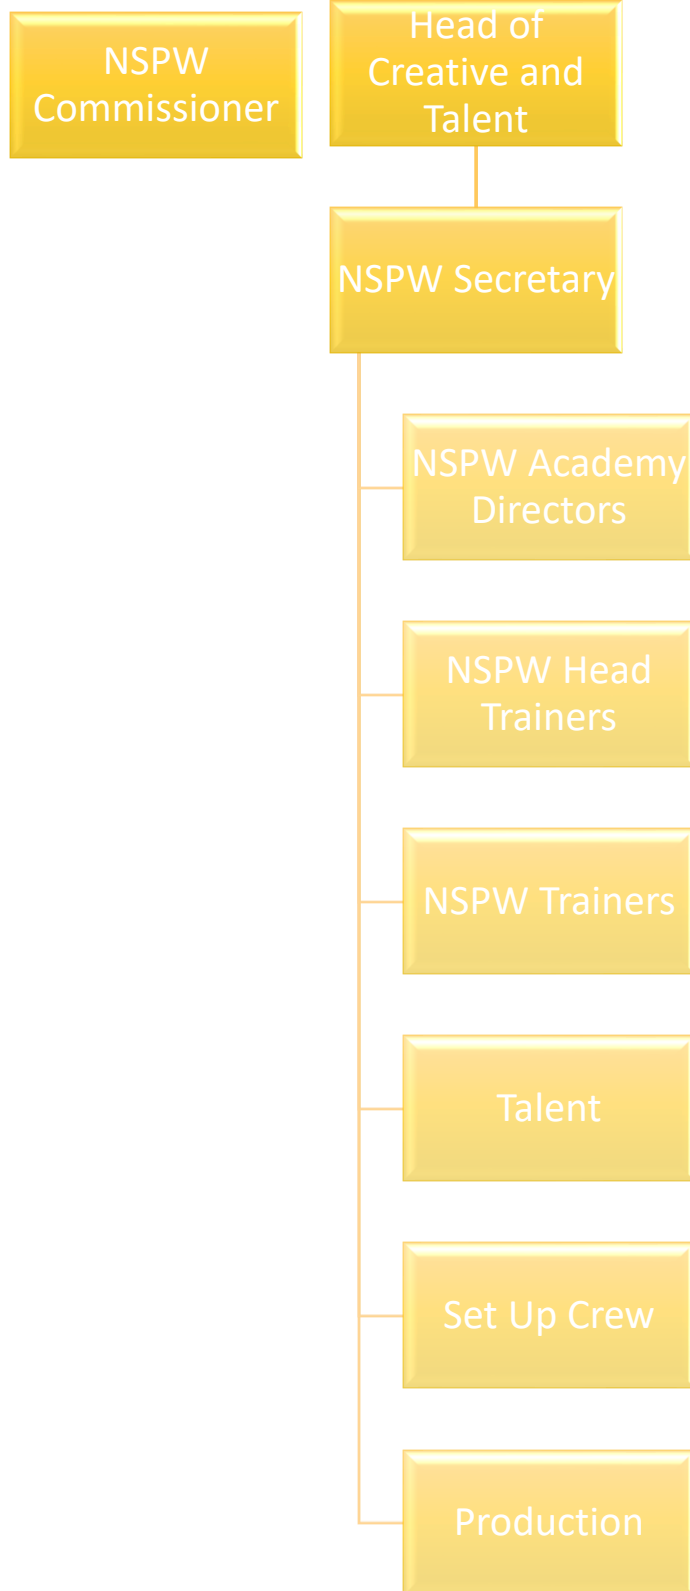 NSPW
Commissioner
Head of
Creative and
Talent
NSPW Secretary
NSPW Academy
Directors
NSPW Head
Trainers
NSPW Trainers
Talent
Set Up Crew
Production